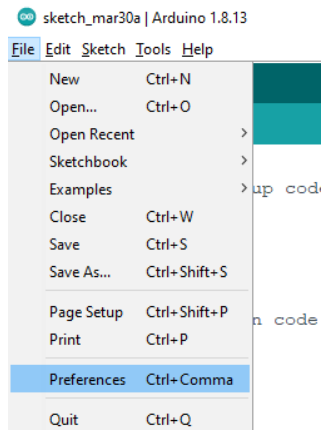 sketch_mar30a | Arduino 1.8.13
File Edit Sketch Tools Help
New Ctrl+N
Open... Ctrl+O
Open Recent >
Sketchbook >
Examples >
up code
Close Ctrl+W
Save Ctrl+S
Save As... Ctrl+Shift+S
Page Setup Ctrl+Shift+P
n code
Print Ctrl+P
Preferences Ctrl+Comma
Quit Ctrl+Q